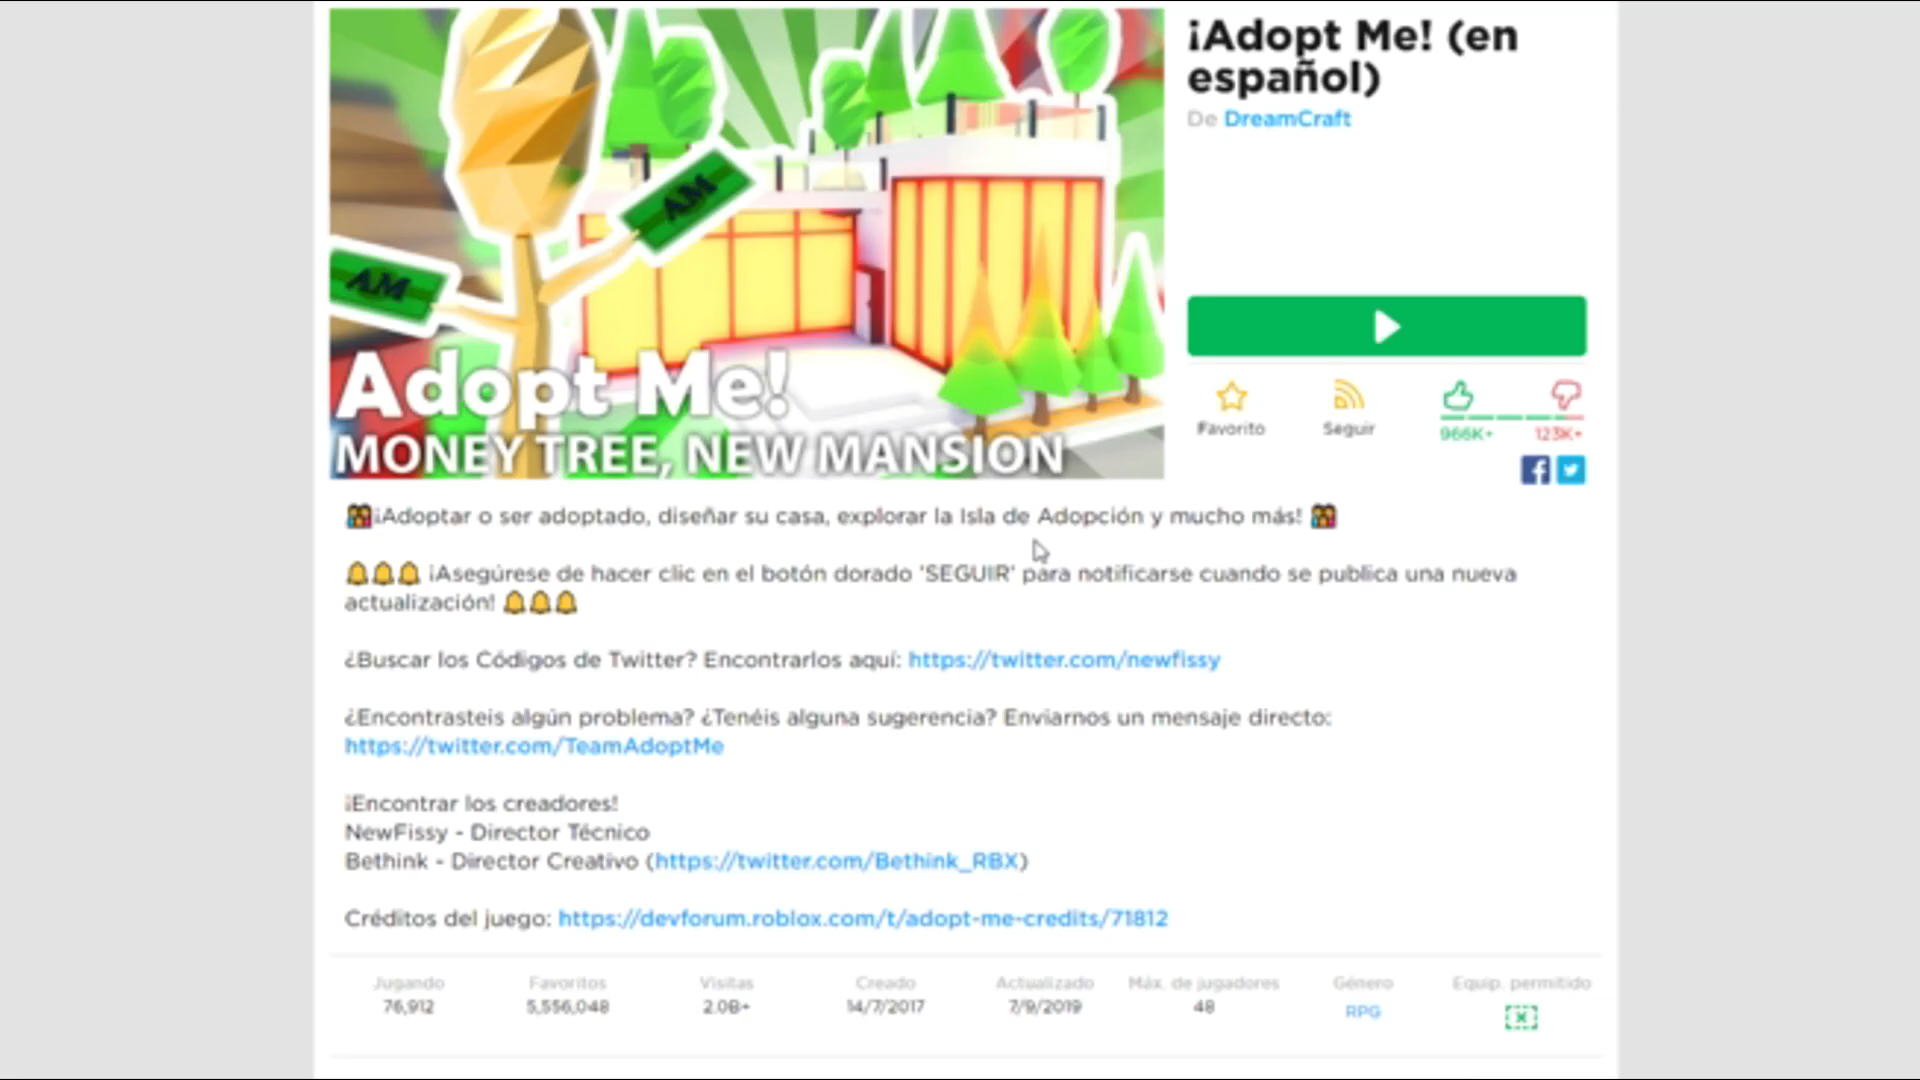 AM
AM
Adopt Me!
MONEY TREE, NEW MANSION
¡Adopt Me! (en
español)
De DreamCraft
Favorito
Seguir
966K+
123K+
¡Adoptar o ser adoptado, diseñar su casa, explorar la Isla de Adopción y mucho más!
¡Asegúrese de hacer clic en el botón dorado 'SEGUIR' para notificarse cuando se publica una nueva
actualización!
¿Buscar los Códigos de Twitter? Encontrarlos aquí: https://twitter.com/newfissy
¿Encontrasteis algún problema? ¿Tenéis alguna sugerencia? Enviarnos un mensaje directo:
https://twitter.com/TeamAdoptMe
¡Encontrar los creadores!
NewFissy - Director Técnico
Bethink - Director Creativo (https://twitter.com/Bethink_RBX)
Créditos del juego: https://devforum.roblox.com/t/adopt-me-credits/71812
Jugando Favoritos Visitas Creado Actualizado Máx. de jugadores Género Equip. permitido
76,912 5,556,048 2.0B+ 14/7/2017 7/9/2019 48 RPG